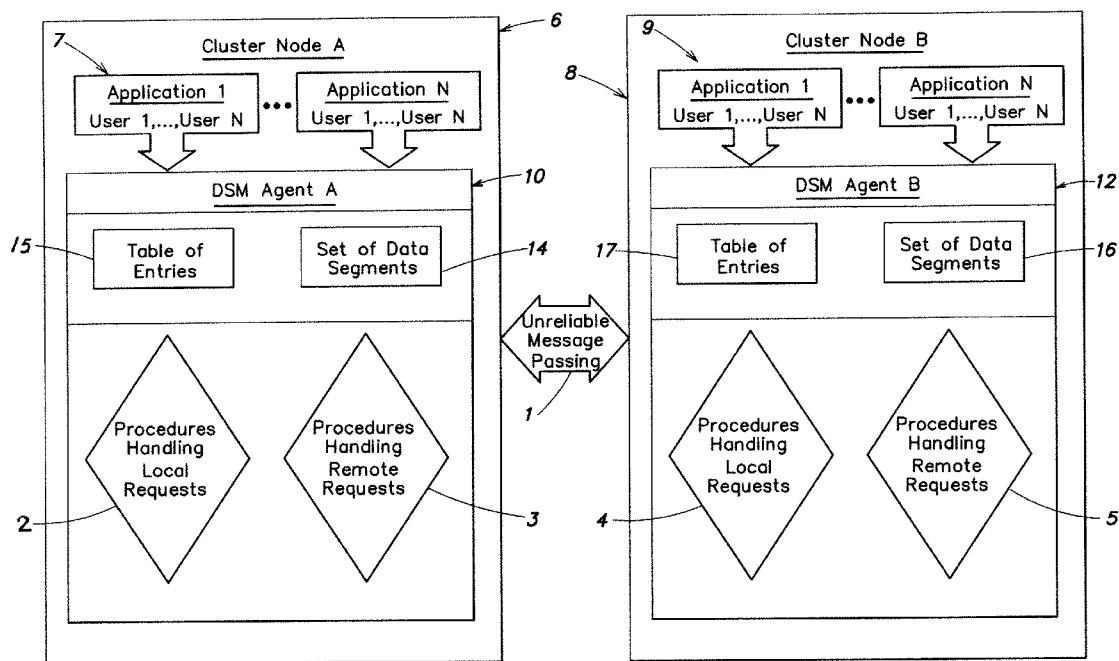 Cluster Node A
6
7
Application 1
User 1,...,User N
•••
Application N
User 1,...,User N
DSM Agent A
10
15
Table of
Entries
Set of Data
Segments
14
Procedures
Handling
Local
Requests
2
Procedures
Handling
Remote
Requests
3
Unreliable
Message
Passing
1
Cluster Node B
8
9
Application 1
User 1,...,User N
•••
Application N
User 1,...,User N
DSM Agent B
12
17
Table of
Entries
Set of Data
Segments
16
Procedures
Handling
Local
Requests
4
Procedures
Handling
Remote
Requests
5